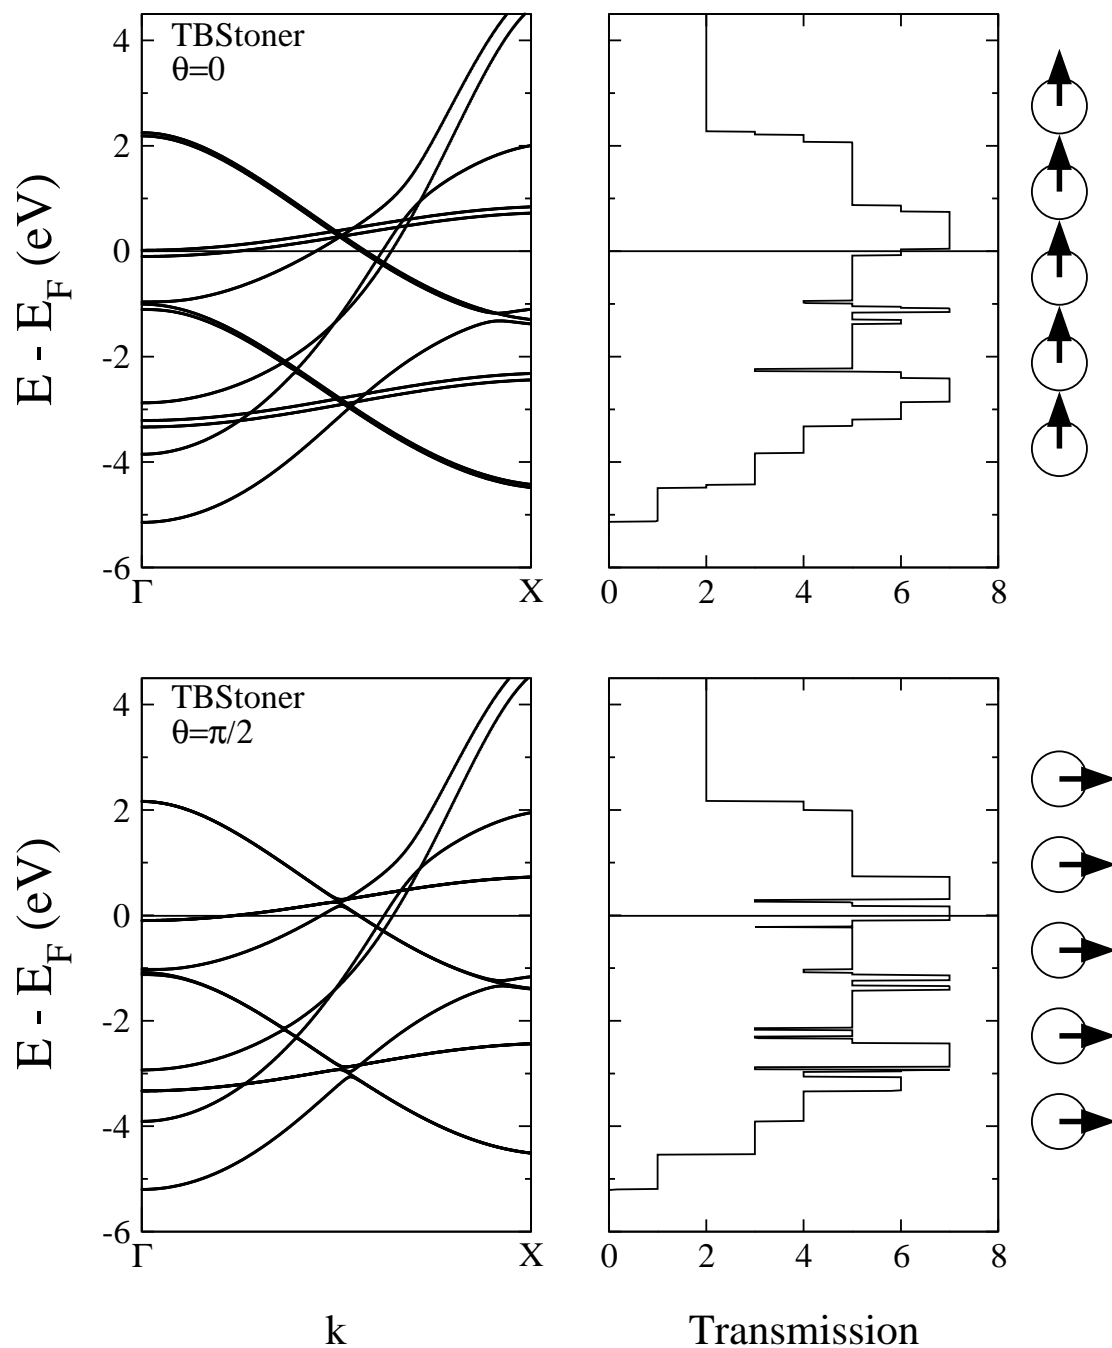 TBStoner
θ=0
4
2
0
-2
-4
-6
E - E_F (eV)
Γ
X
0
2
4
6
8
TBStoner
θ=π/2
4
2
0
-2
-4
-6
E - E_F (eV)
Γ
X
0
2
4
6
8
k
Transmission